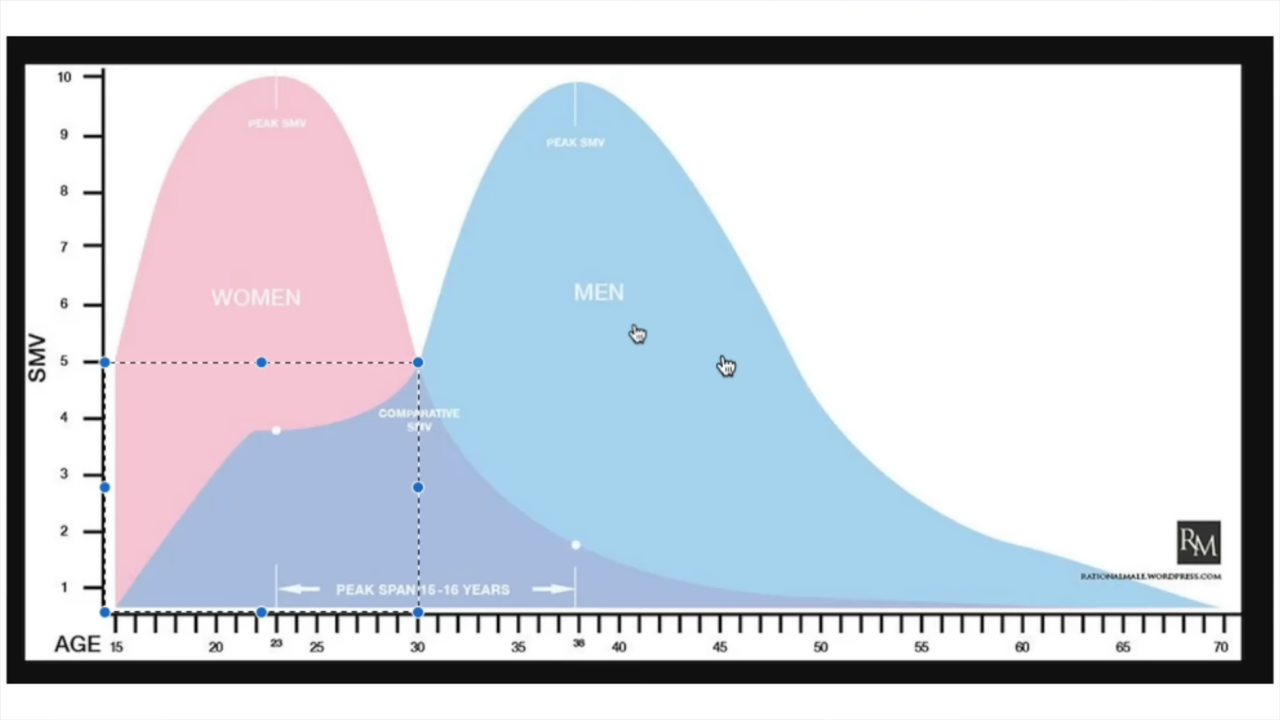 10
PEAK SMV
9
PEAK SMV
8
7
WOMEN
MEN
6
SMV
5
4
COMPARATIVE
SMV
3
2
RM
RATIONALMALE.WORDPRESS.COM
1
PEAK SPAN 15-16 YEARS
AGE 15 20 23 25 30 35 38 40 45 50 55 60 65 70